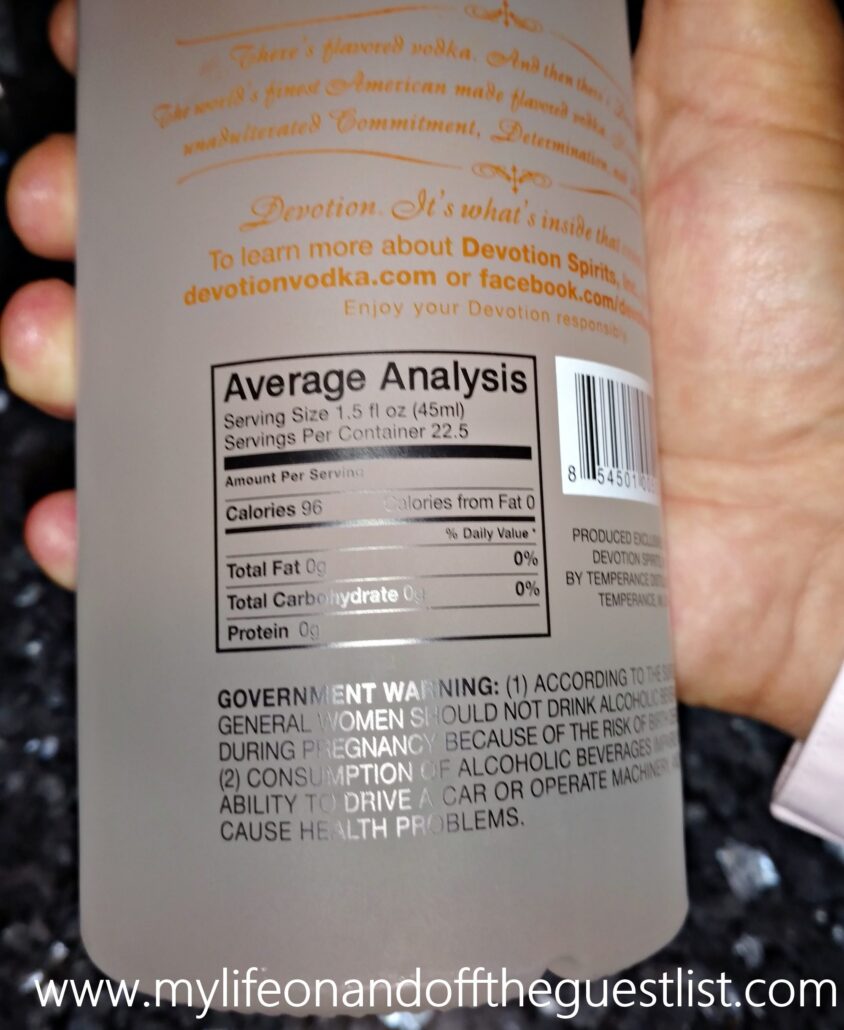 There's flavored vodka. And then there's
The world's finest American made flavored vodka.
unadulterated Commitment, Determination and
Devotion. It's what's inside that
To learn more about Devotion Spirits, Inc.
devotionvodka.com or facebook.com/
Enjoy your Devotion responsibly
Average Analysis
Serving Size 1.5 fl oz (45ml)
Servings Per Container 22.5
Amount Per Serving
Calories 96 Calories from Fat 0
% Daily Value*
Total Fat 0g 0%
Total Carbohydrate 0g 0%
Protein 0g
8 54501
PRODUCED
DEVOTION
BY TEMPERANCE
TEMPERANCE,
GOVERNMENT WARNING: (1) ACCORDING TO THE
GENERAL WOMEN SHOULD NOT DRINK ALCOHOLIC
DURING PREGNANCY BECAUSE OF THE RISK OF BIRTH
(2) CONSUMPTION OF ALCOHOLIC BEVERAGES
ABILITY TO DRIVE A CAR OR OPERATE MACHINERY
CAUSE HEALTH PROBLEMS.
www.mylifeonandofftheguestlist.com